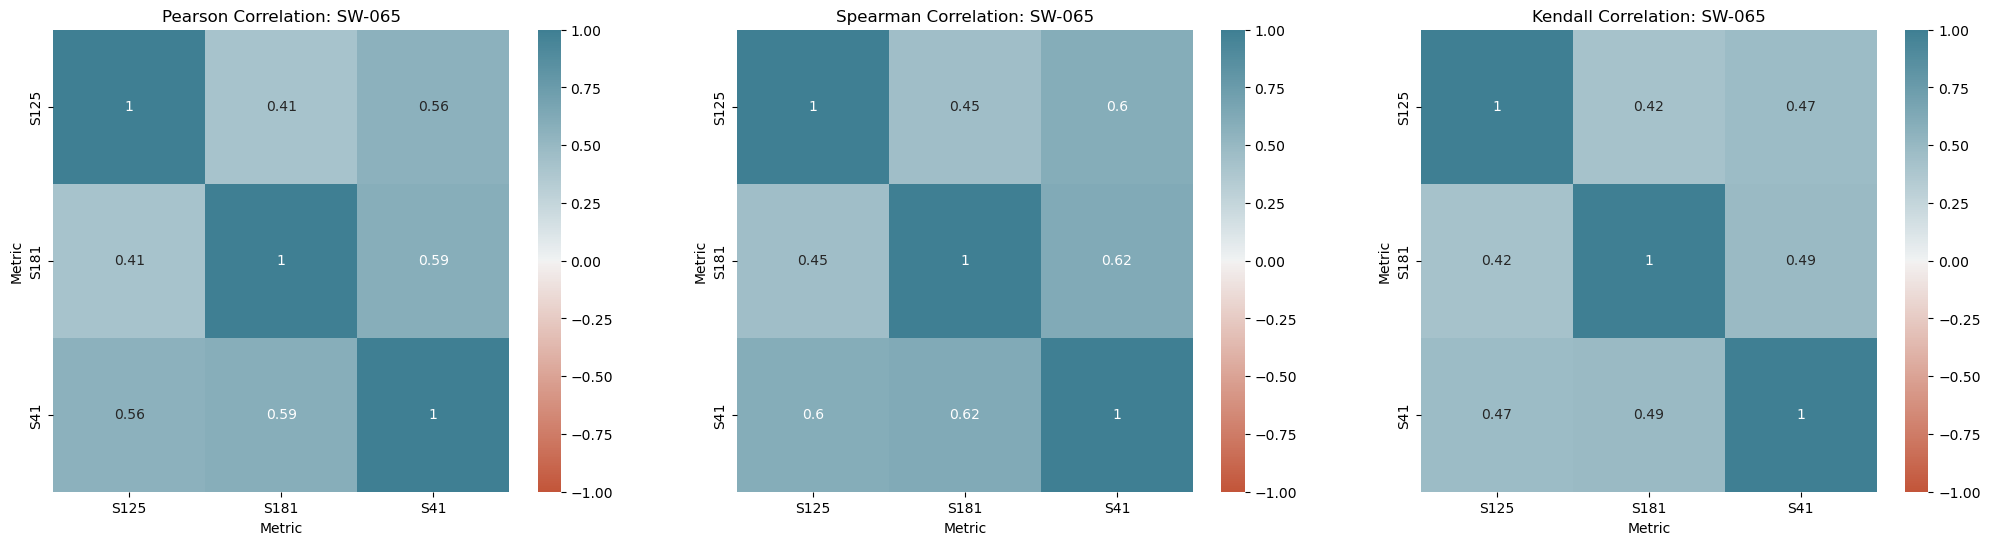 Pearson Correlation: SW-065
Metric
S125
S181
S41
1 0.41 0.56
0.41 1 0.59
0.56 0.59 1
S125 S181 S41
Metric
1.00
0.75
0.50
0.25
0.00
−0.25
−0.50
−0.75
−1.00
Spearman Correlation: SW-065
Metric
S125
S181
S41
1 0.45 0.6
0.45 1 0.62
0.6 0.62 1
S125 S181 S41
Metric
1.00
0.75
0.50
0.25
0.00
−0.25
−0.50
−0.75
−1.00
Kendall Correlation: SW-065
Metric
S125
S181
S41
1 0.42 0.47
0.42 1 0.49
0.47 0.49 1
S125 S181 S41
Metric
1.00
0.75
0.50
0.25
0.00
−0.25
−0.50
−0.75
−1.00